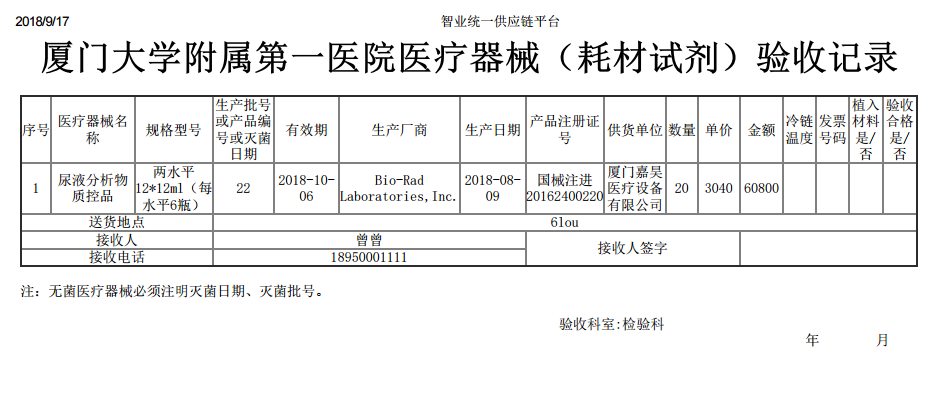 2018/9/17 智业统一供应链平台
厦门大学附属第一医院医疗器械（耗材试剂）验收记录
序号 医疗器械名称 规格型号 生产批号或产品编号或灭菌日期 有效期 生产厂商 生产日期 产品注册证号 供货单位 数量 单价 金额 冷链温度 发票号码 植入材料是/否 验收合格是/否
1 尿液分析物质控品 两水平12*12ml（每水平6瓶） 22 2018-10-06 Bio-Rad Laboratories,Inc. 2018-08-09 国械注进20162400220 厦门嘉昊医疗设备有限公司 20 3040 60800
送货地点 6lou
接收人 曾曾 接收人签字
接收电话 18950001111
注：无菌医疗器械必须注明灭菌日期、灭菌批号。
验收科室:检验科
年 月